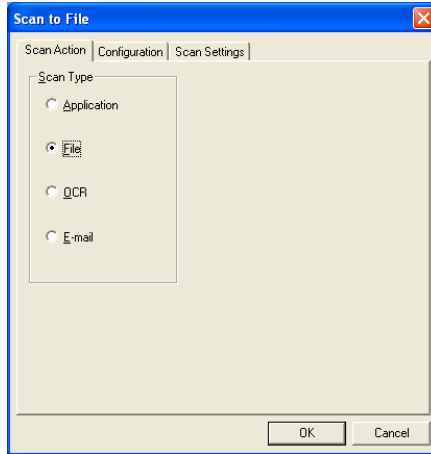 Scan to File
Scan Action Configuration Scan Settings
Scan Type
Application
File
OCR
E-mail
OK Cancel